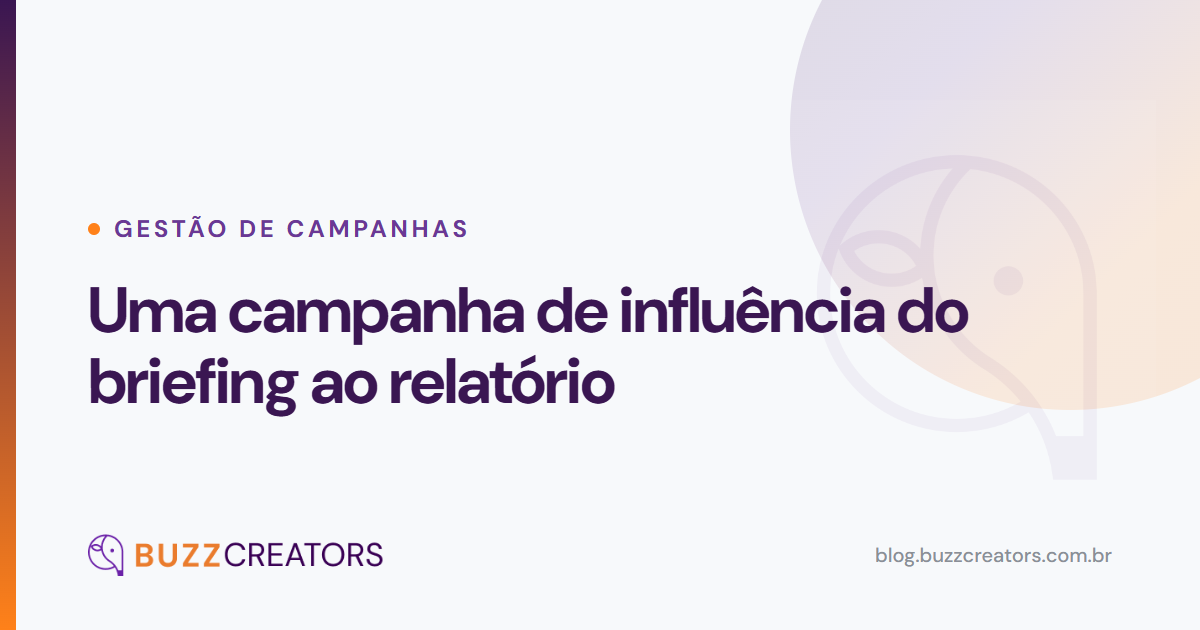 GESTÃO DE CAMPANHAS
Uma campanha de influência do
briefing ao relatório
BUZZCREATORS
blog.buzzcreators.com.br